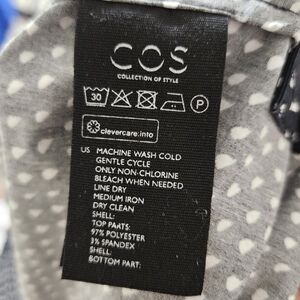 COS
COLLECTION OF STYLE
30
P
clevercare.info
US MACHINE WASH COLD
GENTLE CYCLE
ONLY NON-CHLORINE
BLEACH WHEN NEEDED
LINE DRY
MEDIUM IRON
DRY CLEAN
SHELL:
TOP PARTS:
97% POLYESTER
3% SPANDEX
SHELL:
BOTTOM PART: